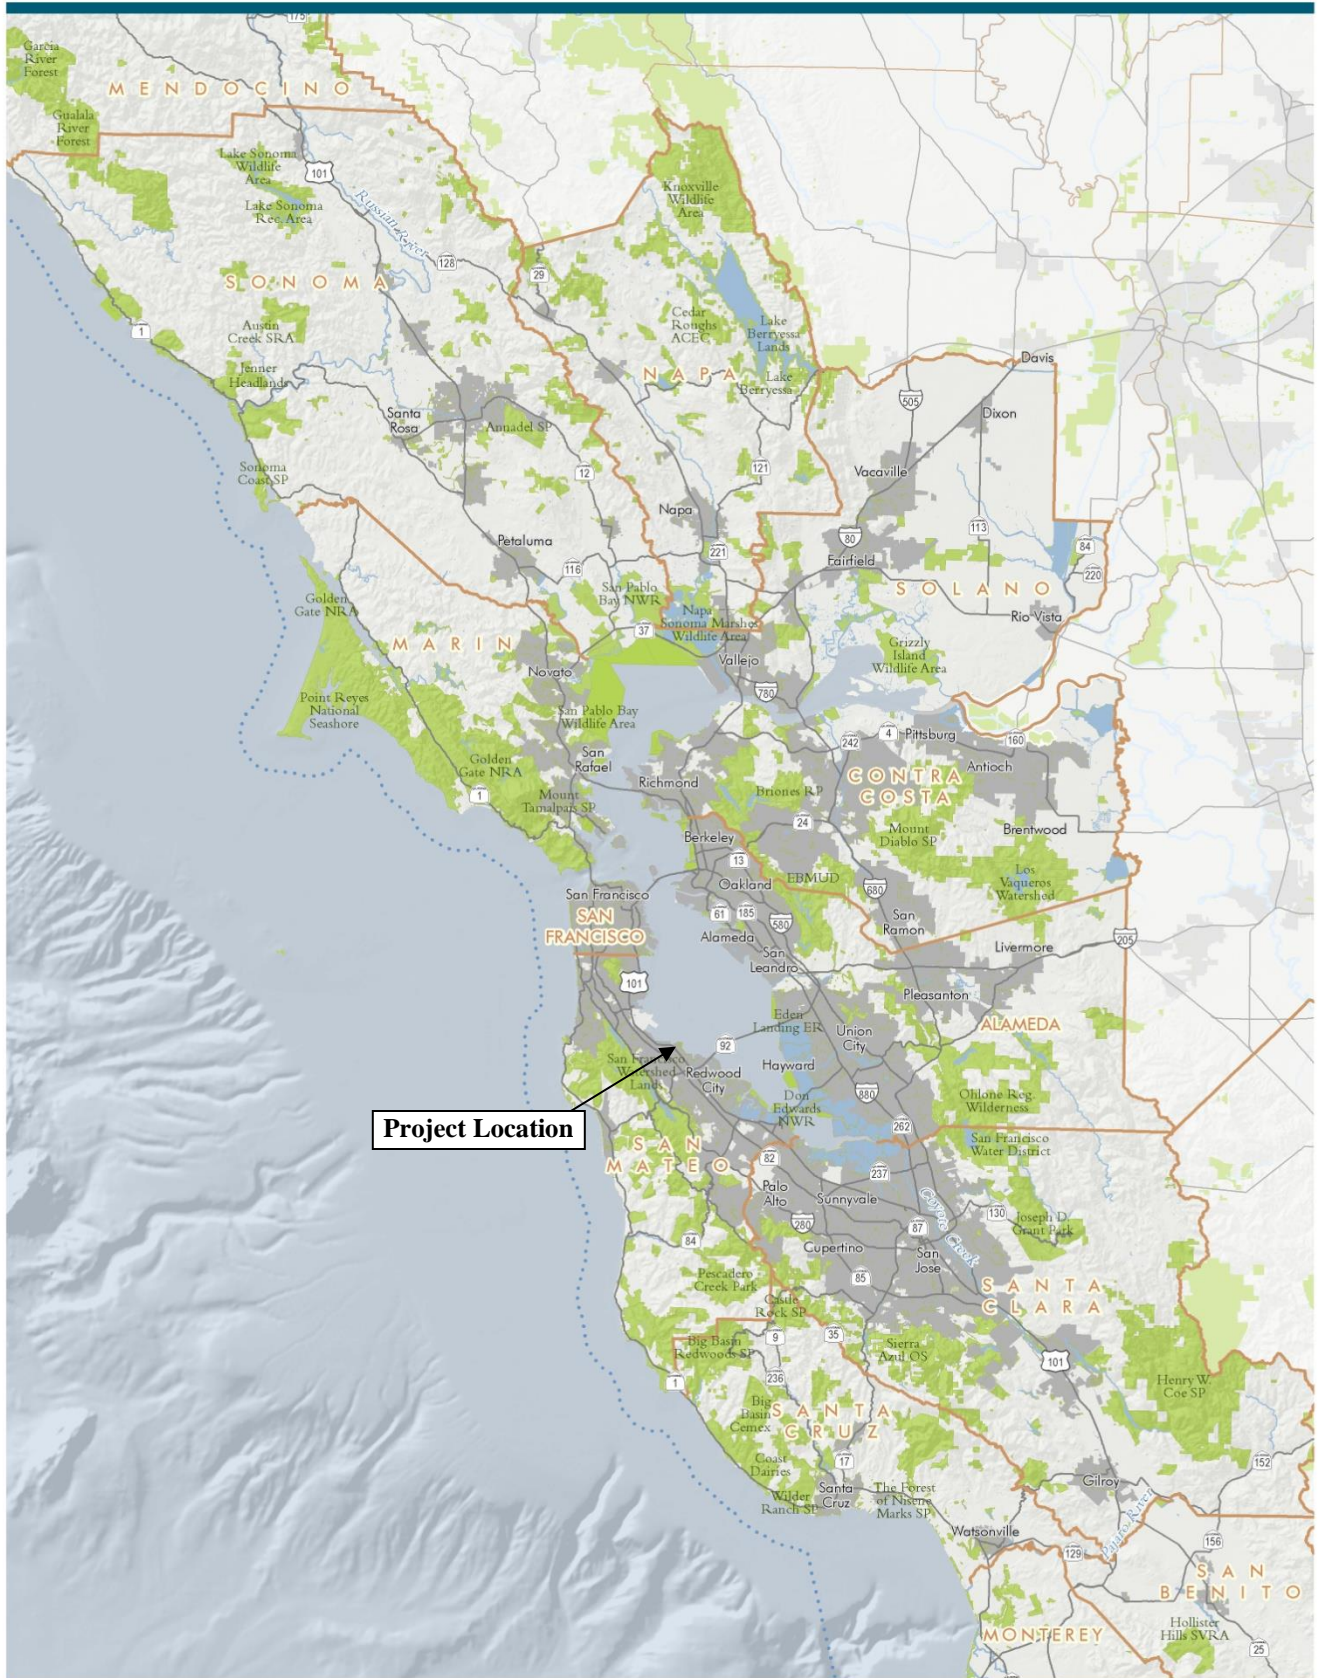 175
Garcia
River
Forest
MENDOCINO
Gualala
River
Forest
Lake Sonoma
Wildlife
Area
101
Lake Sonoma
Rec. Area
Russian River
Knoxville
Wildlife
Area
128
29
SONOMA
1
Austin
Creek SRA
Cedar
Roughs
ACEC
Lake
Berryessa
Lands
Jenner
Headlands
NAPA
Lake
Berryessa
Davis
505
Dixon
Santa
Rosa
Annadel SP
Sonoma
Coast SP
12
121
Vacaville
Napa
113
80
Petaluma
221
84
Fairfield
116
220
San Pablo
Bay NWR
SOLANO
Golden
Gate NRA
Napa
Sonoma Marshes
Wildlife Area
Rio Vista
37
MARIN
Grizzly
Island
Wildlife Area
Novato
Vallejo
780
Point Reyes
National
Seashore
San Pablo Bay
Wildlife Area
242
4
Pittsburg
160
Golden
Gate NRA
San
Rafael
Antioch
Richmond
CONTRA
COSTA
Briones RP
1
Mount
Tamalpais SP
24
Mount
Diablo SP
Brentwood
Berkeley
13
Los
Vaqueros
Watershed
Oakland
EBMUD
680
San Francisco
SAN
FRANCISCO
61
185
580
San
Ramon
Alameda
205
Livermore
San
Leandro
101
Pleasanton
Eden
Landing ER
Union
City
ALAMEDA
92
San Francisco
Watershed
Lands
Redwood
City
Hayward
880
Don
Edwards
NWR
Ohlone Reg.
Wilderness
Project Location
262
San Francisco
Water District
SAN
MATEO
82
237
Palo
Alto
Sunnyvale
Coyote Creek
280
87
130
Joseph D.
Grant Park
84
Cupertino
San
Jose
85
Pescadero
Creek Park
SANTA
CLARA
Castle
Rock SP
9
35
Big Basin
Redwoods SP
Sierra
Azul OS
101
1
236
Henry W.
Coe SP
Big
Basin
Cemex
SANTA
CRUZ
Coast
Dairies
17
152
Gilroy
Wilder
Ranch SP
Santa
Cruz
The Forest
of Nisene
Marks SP
Pajaro River
Watsonville
156
129
SAN
BENITO
MONTEREY
Hollister
Hills SVRA
25